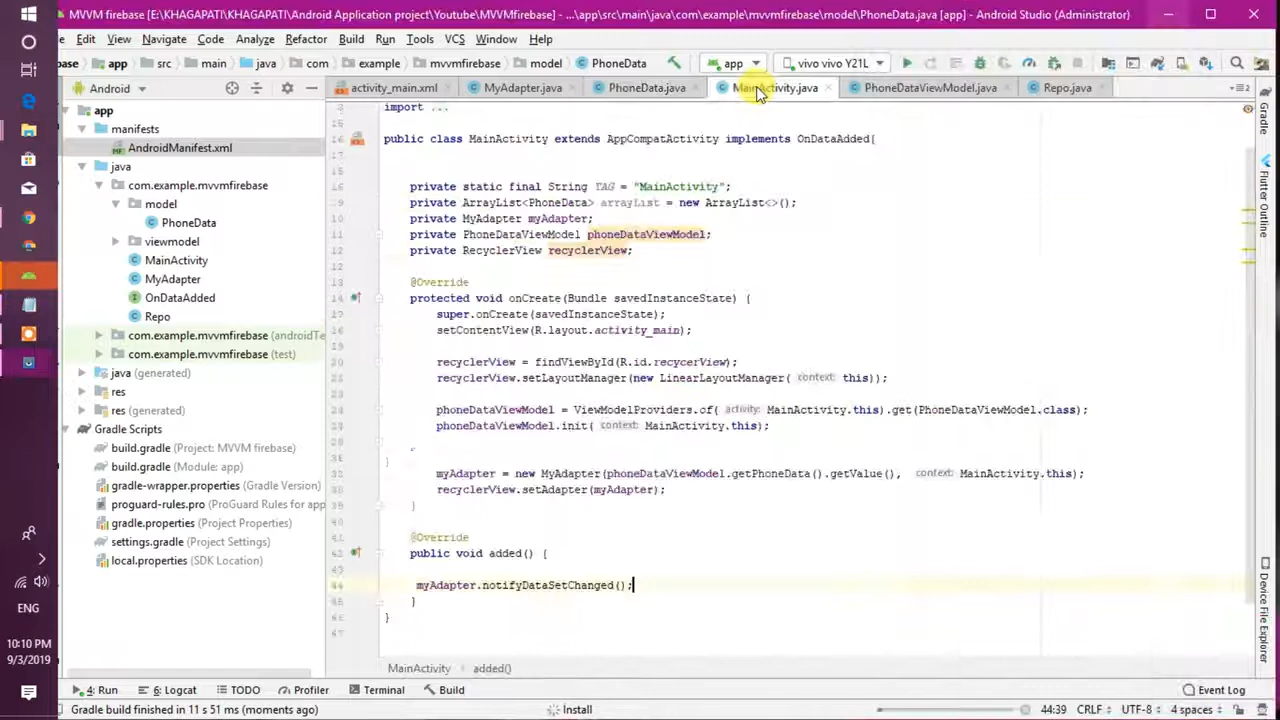 MVVM firebase [E:\KHAGAPATI\KHAGAPATI\Android Application project\Youtube\MVVMfirebase] - ...\app\src\main\java\com\example\mvvmfirebase\model\PhoneData.java [app] - Android Studio (Administrator)
Edit View Navigate Code Analyze Refactor Build Run Tools VCS Window Help
base app src main java com example mvvmfirebase model PhoneData app vivo vivo Y21L
Android
activity_main.xml MyAdapter.java PhoneData.java MainActivity.java PhoneDataViewModel.java Repo.java
app
manifests
AndroidManifest.xml
java
com.example.mvvmfirebase
model
PhoneData
viewmodel
MainActivity
MyAdapter
OnDataAdded
Repo
com.example.mvvmfirebase (androidTe
com.example.mvvmfirebase (test)
java (generated)
res
res (generated)
Gradle Scripts
build.gradle (Project: MVVM firebase)
build.gradle (Module: app)
gradle-wrapper.properties (Gradle Version)
proguard-rules.pro (ProGuard Rules for app
gradle.properties (Project Properties)
settings.gradle (Project Settings)
local.properties (SDK Location)
import ...
public class MainActivity extends AppCompatActivity implements OnDataAdded{
private static final String TAG = "MainActivity";
private ArrayList<PhoneData> arrayList = new ArrayList<>();
private MyAdapter myAdapter;
private PhoneDataViewModel phoneDataViewModel;
private RecyclerView recyclerView;
@Override
protected void onCreate(Bundle savedInstanceState) {
super.onCreate(savedInstanceState);
setContentView(R.layout.activity_main);
recyclerView = findViewById(R.id.recycerView);
recyclerView.setLayoutManager(new LinearLayoutManager( context: this));
phoneDataViewModel = ViewModelProviders.of( activity: MainActivity.this).get(PhoneDataViewModel.class);
phoneDataViewModel.init( context: MainActivity.this);
myAdapter = new MyAdapter(phoneDataViewModel.getPhoneData().getValue(), context: MainActivity.this);
recyclerView.setAdapter(myAdapter);
}
@Override
public void added() {
myAdapter.notifyDataSetChanged();
}
}
MainActivity added()
Gradle
Flutter Outline
Device File Explorer
ENG
10:10 PM
9/3/2019
4: Run 6: Logcat TODO Profiler Terminal Build Event Log
Gradle build finished in 11 s 51 ms (moments ago) Install 44:39 CRLF UTF-8 4 spaces